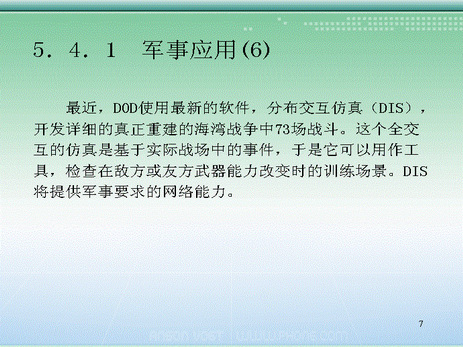 5．4．1　军事应用(6)
最近，DOD使用最新的软件，分布交互仿真（DIS），
开发详细的真正重建的海湾战争中73场战斗。这个全交
互的仿真是基于实际战场中的事件，于是它可以用作工
具，检查在敌方或友方武器能力改变时的训练场景。DIS
将提供军事要求的网络能力。
7